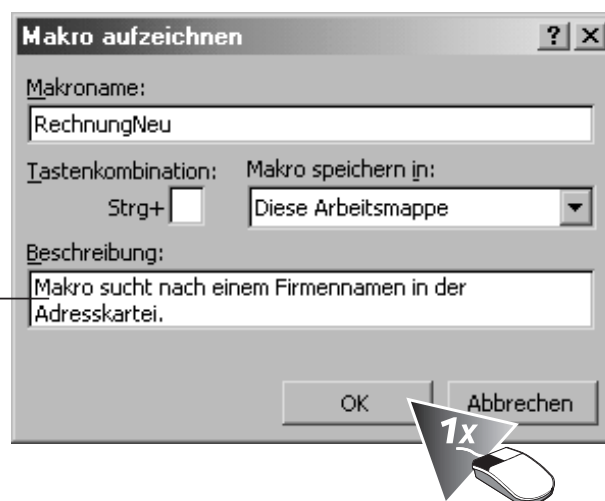 Makro aufzeichnen
?
×
Makroname:
RechnungNeu
Tastenkombination:
Makro speichern in:
Strg+
Diese Arbeitsmappe
Beschreibung:
Makro sucht nach einem Firmennamen in der
Adresskartei.
OK
Abbrechen
1x